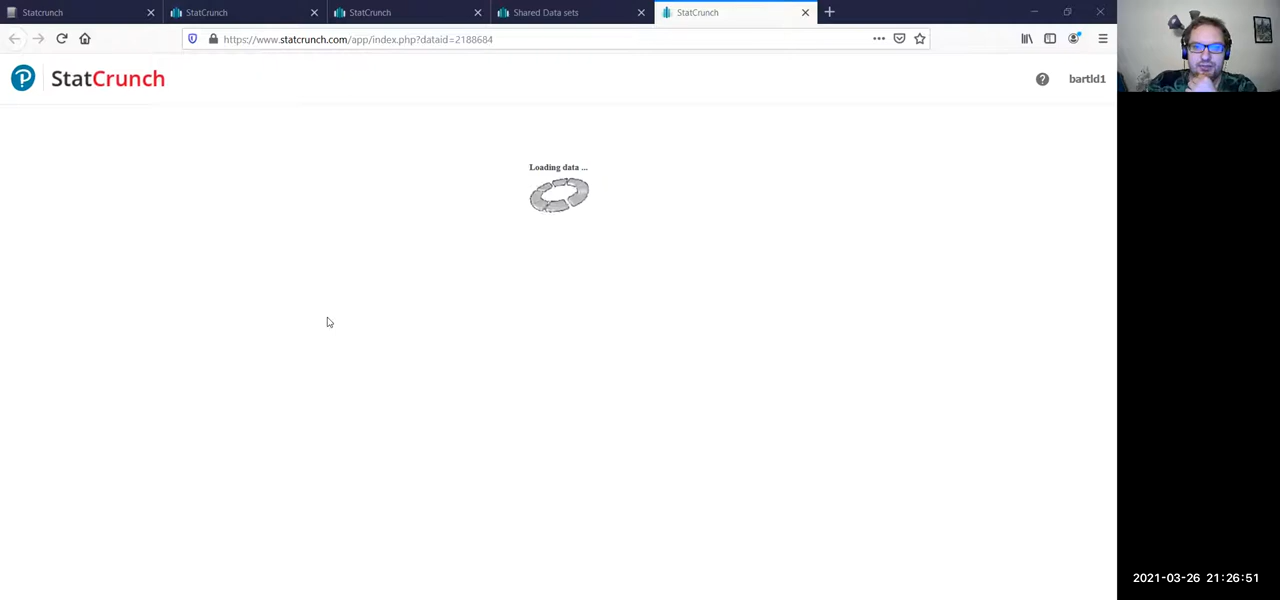 Statcrunch
StatCrunch
StatCrunch
Shared Data sets
StatCrunch
https://www.statcrunch.com/app/index.php?dataid=2188684
StatCrunch
bartld1
Loading data ...
2021-03-26 21:26:51